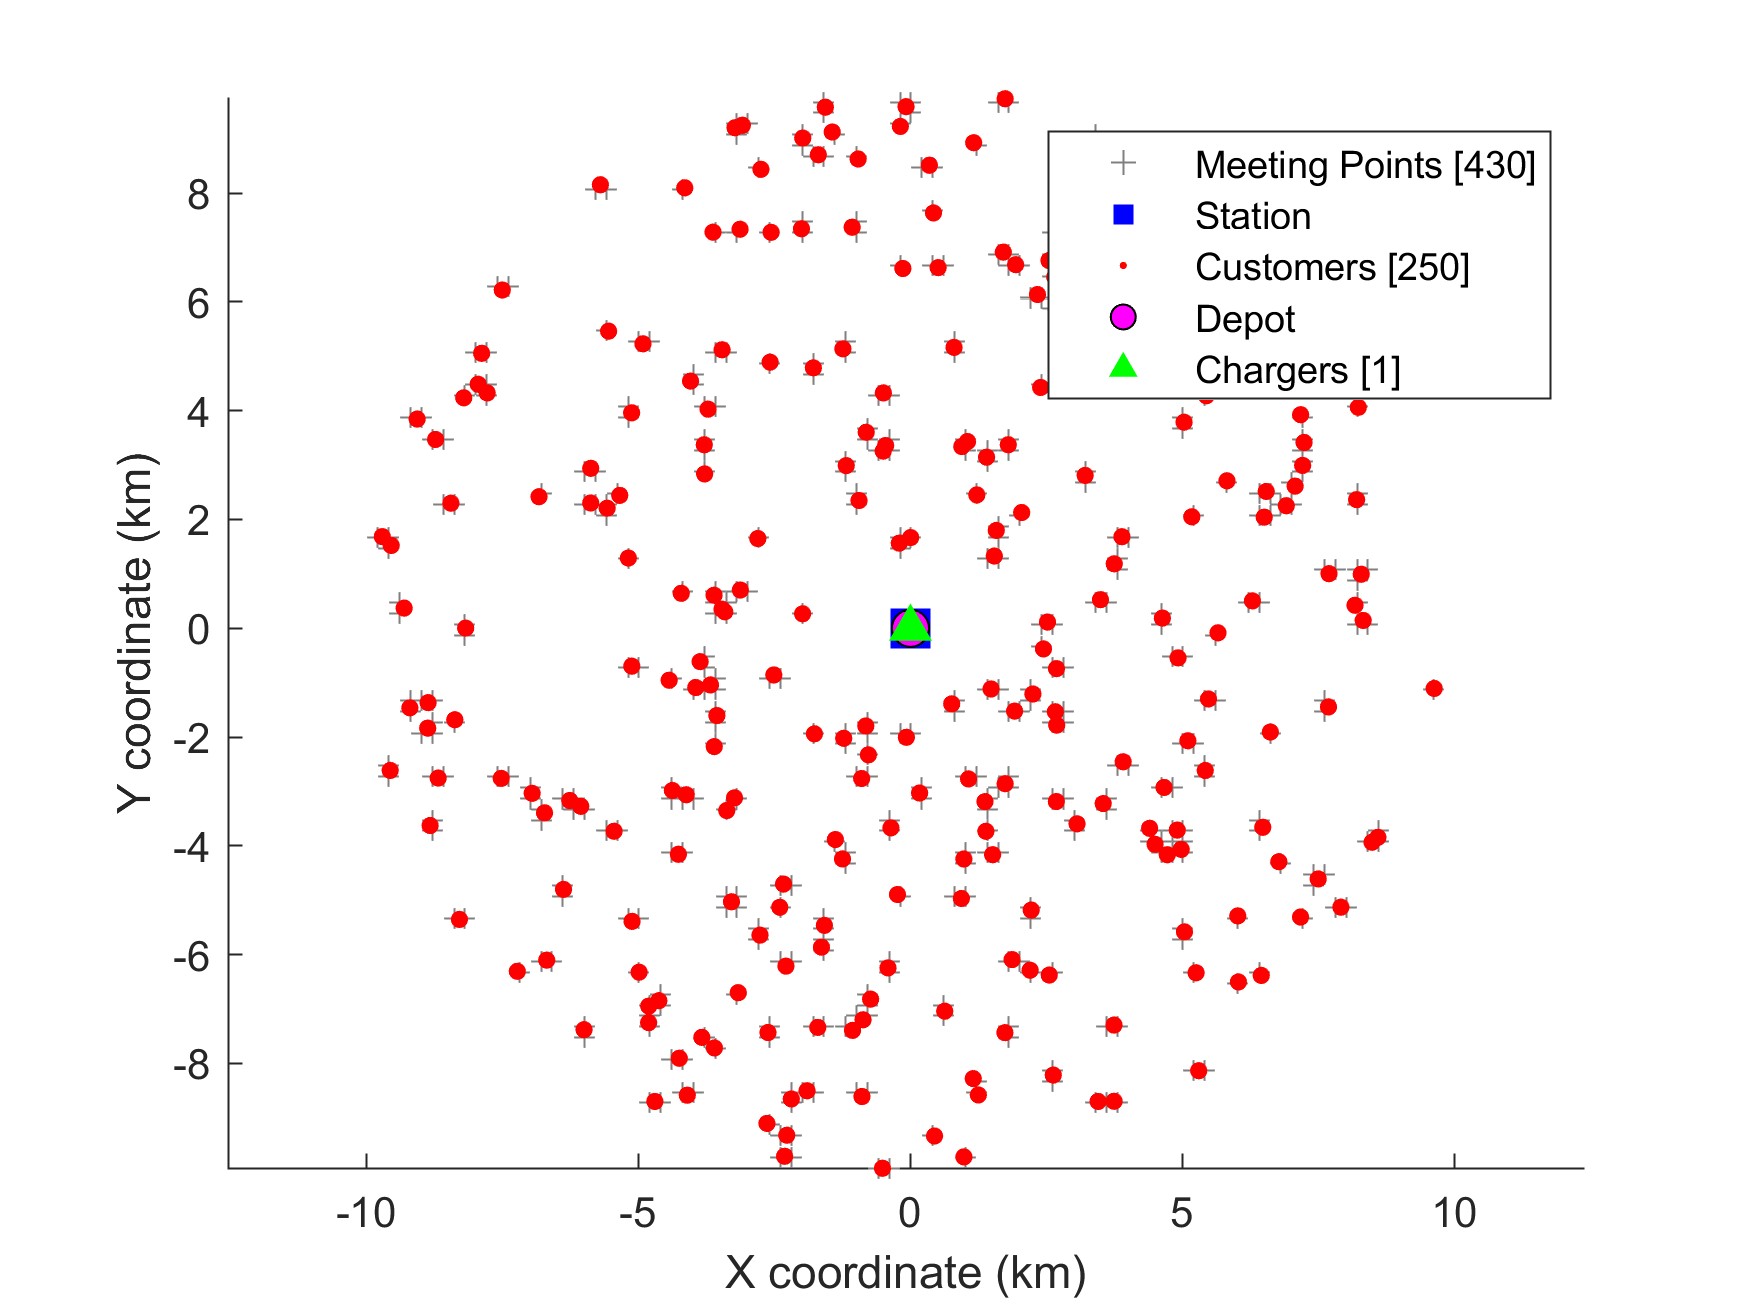 Meeting Points [430]
Station
Customers [250]
Depot
Chargers [1]
8
6
4
2
0
-2
-4
-6
-8
Y coordinate (km)
-10 -5 0 5 10
X coordinate (km)